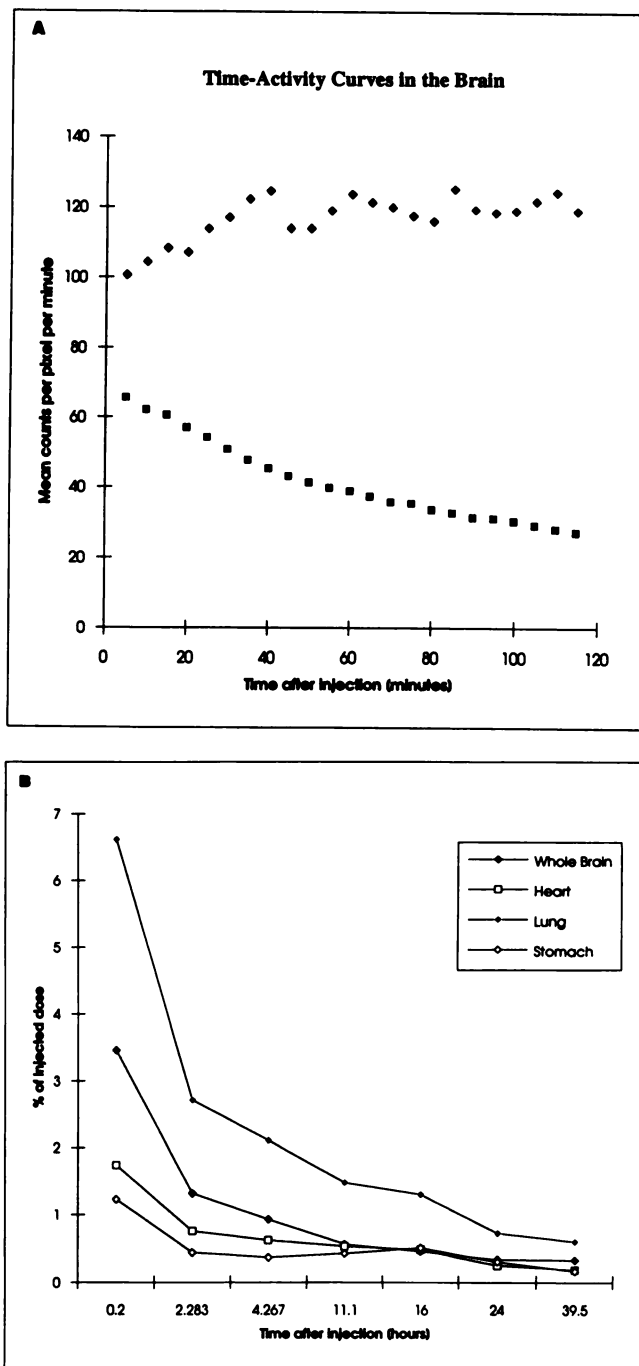 A
Time-Activity Curves in the Brain
140
120
100
80
60
40
20
0
Mean counts per pixel per minute
0 20 40 60 80 100 120
Time after injection (minutes)
B
7
6
5
4
3
2
1
0
% of injected dose
Whole Brain
Heart
Lung
Stomach
0.2 2.283 4.267 11.1 16 24 39.5
Time after injection (hours)